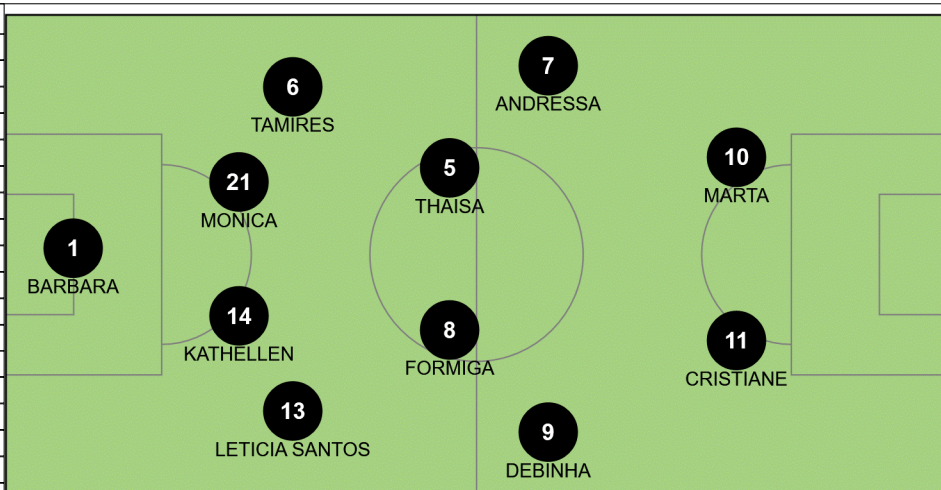 7
ANDRESSA
6
TAMIRES
10
MARTA
5
THAISA
21
MONICA
1
BARBARA
14
KATHELLEN
8
FORMIGA
11
CRISTIANE
13
LETICIA SANTOS
9
DEBINHA